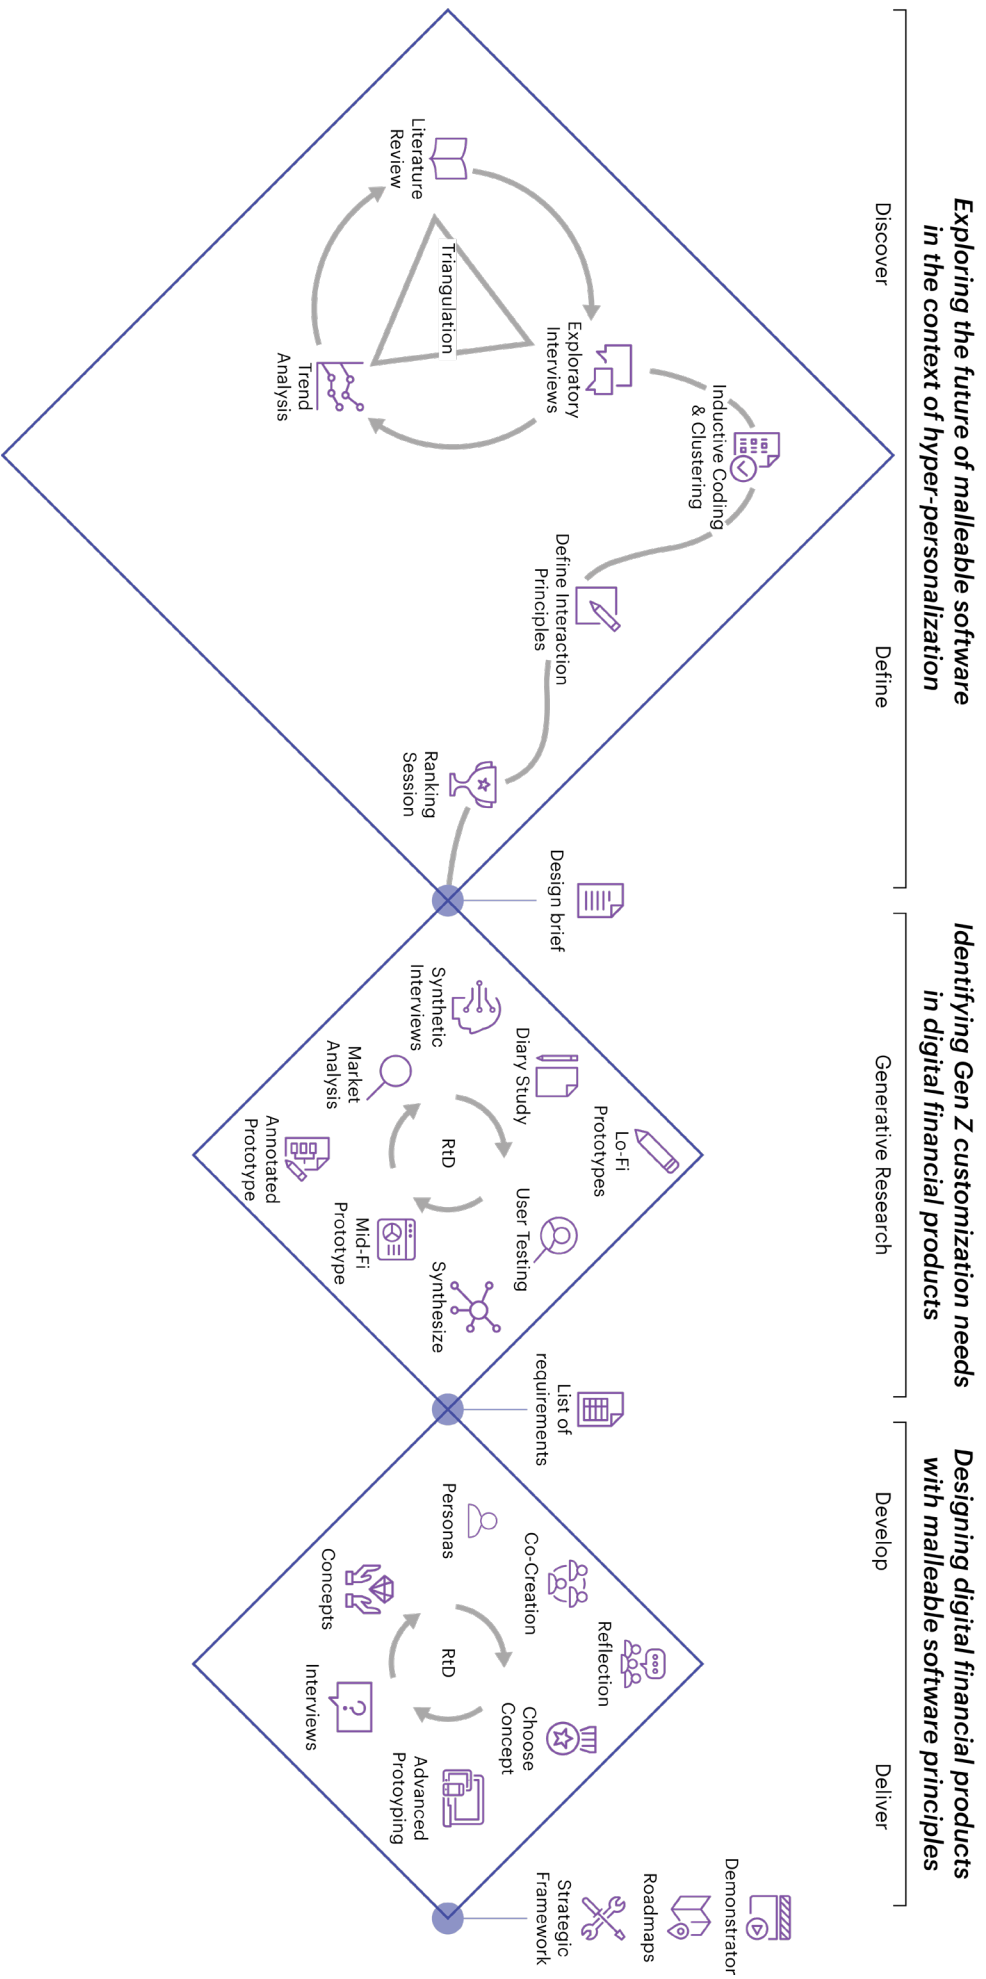 Exploring the future of malleable software
in the context of hyper-personalization
Discover
Define
Literature
Review
Exploratory
Interviews
Trend
Analysis
Triangulation
Inductive Coding
& Clustering
Define Interaction
Principles
Ranking
Session
Design brief
Identifying Gen Z customization needs
in digital financial products
Generative Research
Synthetic
Interviews
Diary Study
Lo-Fi
Prototypes
User Testing
Synthesize
Market
Analysis
Annotated
Prototype
Mid-Fi
Prototype
RtD
List of
requirements
Designing digital financial products
with malleable software principles
Develop
Deliver
Personas
Co-Creation
Reflection
Choose
Concept
Advanced
Protoyping
Concepts
Interviews
RtD
Demonstrator
Roadmaps
Strategic
Framework